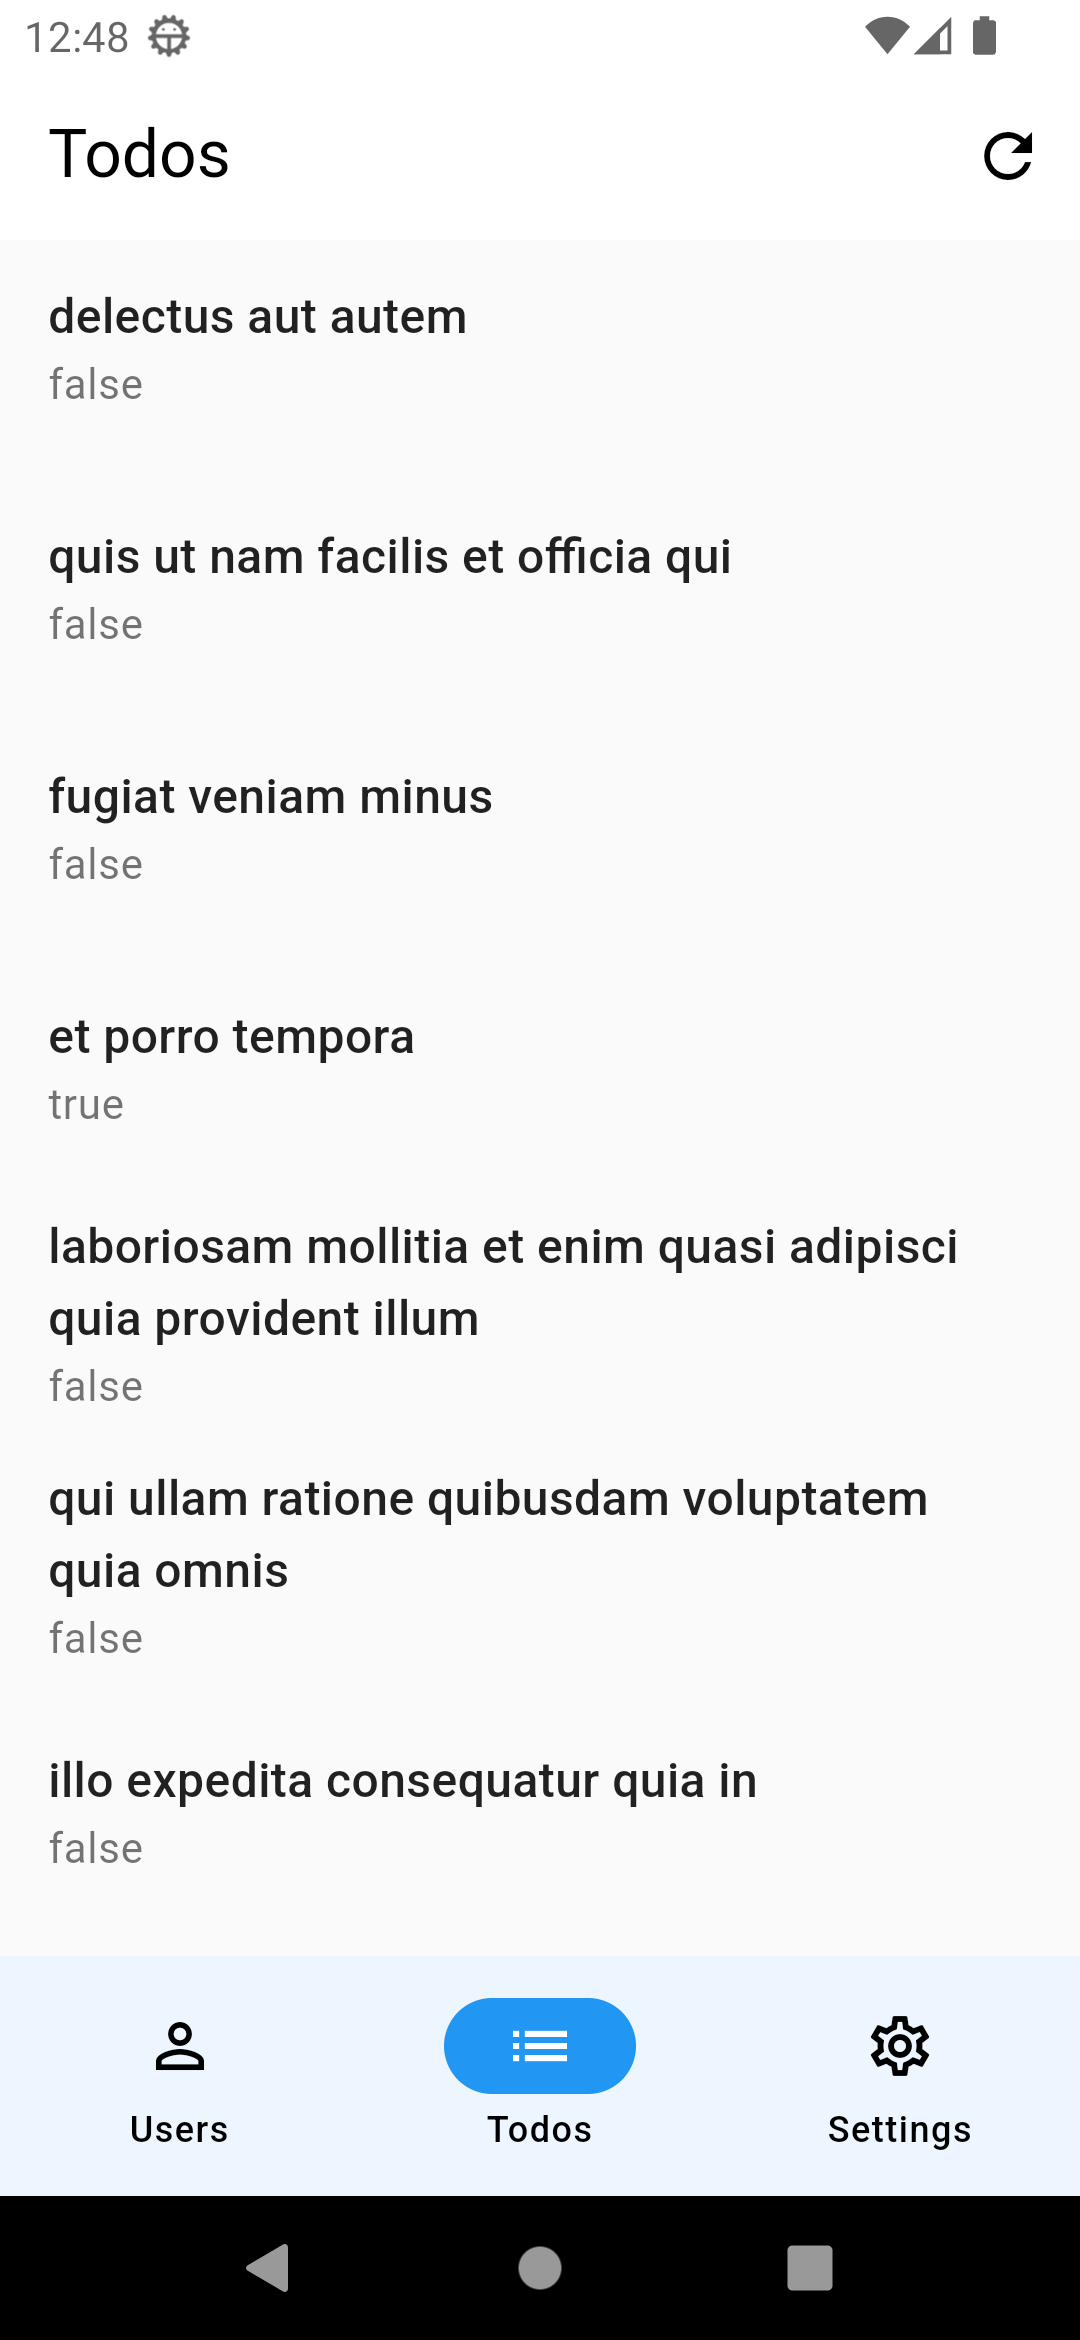 12:48
Todos
delectus aut autem
false
quis ut nam facilis et officia qui
false
fugiat veniam minus
false
et porro tempora
true
laboriosam mollitia et enim quasi adipisci
quia provident illum
false
qui ullam ratione quibusdam voluptatem
quia omnis
false
illo expedita consequatur quia in
false
Users
Todos
Settings